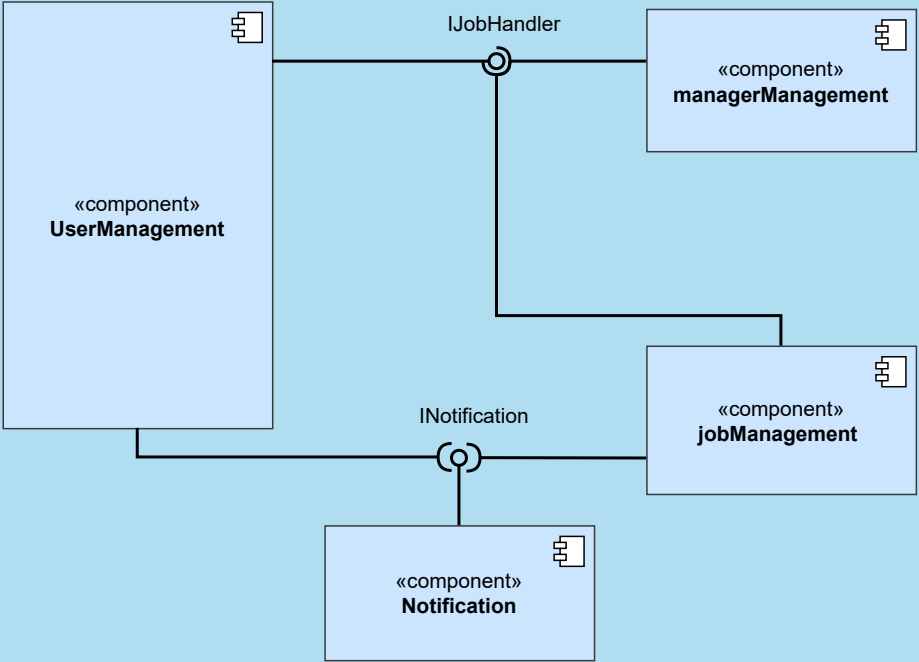 IJobHandler
«component»
managerManagement
«component»
UserManagement
INotification
«component»
jobManagement
«component»
Notification